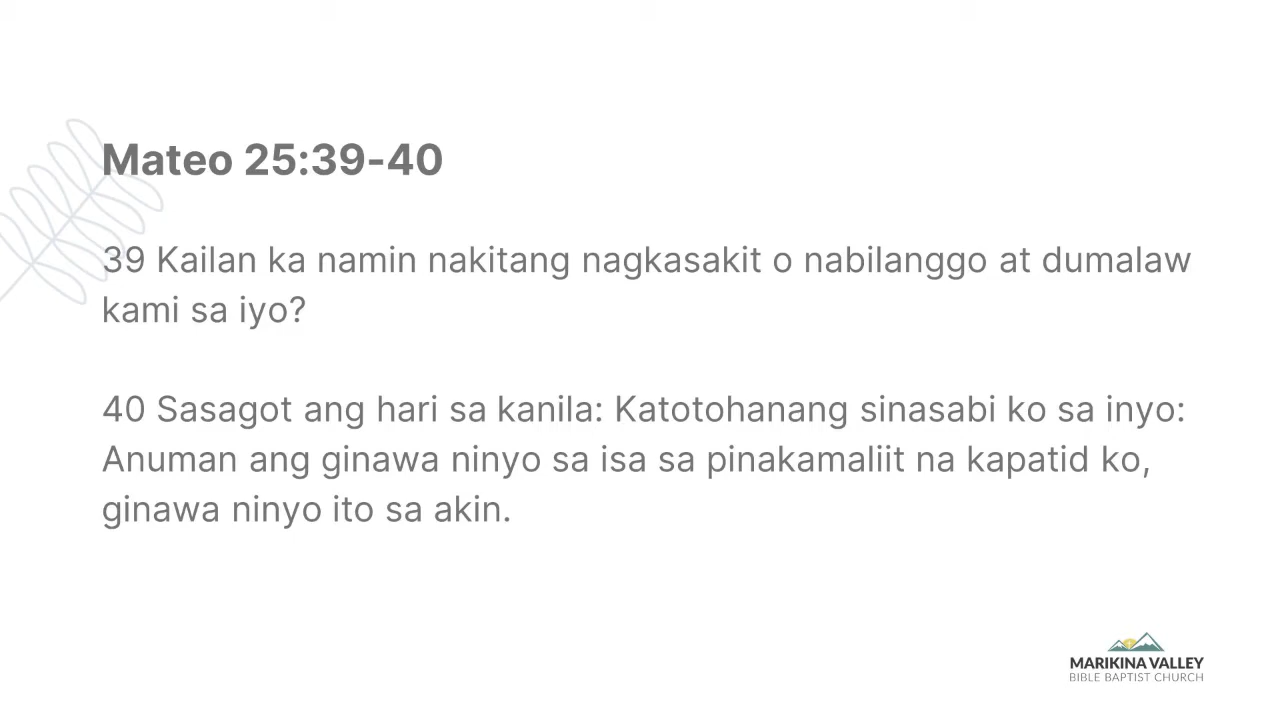 Mateo 25:39-40
39 Kailan ka namin nakitang nagkasakit o nabilanggo at dumalaw
kami sa iyo?
40 Sasagot ang hari sa kanila: Katotohanang sinasabi ko sa inyo:
Anuman ang ginawa ninyo sa isa sa pinakamaliit na kapatid ko,
ginawa ninyo ito sa akin.
MARIKINA VALLEY
BIBLE BAPTIST CHURCH